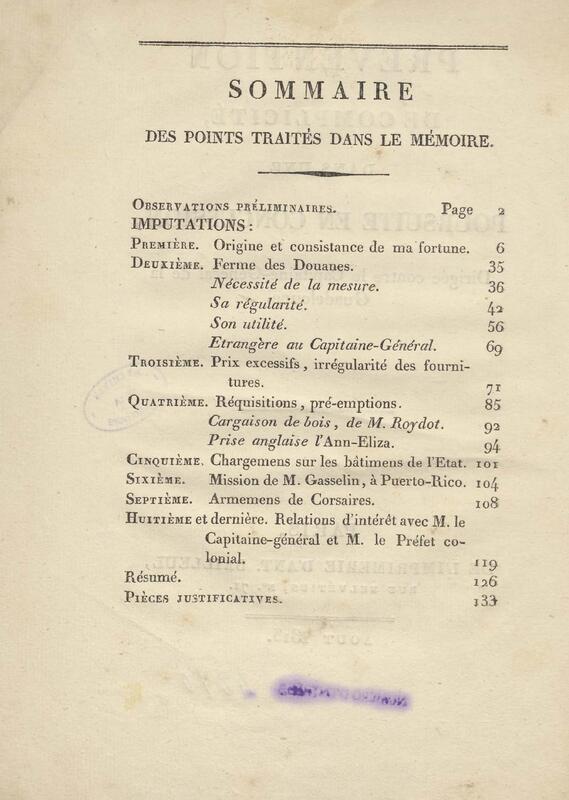 SOMMAIRE
DES POINTS TRAITÉS DANS LE MÉMOIRE.
OBSERVATIONS PRÉLIMINAIRES. Page 2
IMPUTATIONS :
PREMIÈRE. Origine et consistance de ma fortune. 6
DEUXIÈME. Ferme des Douanes. 35
Nécessité de la mesure. 36
Sa régularité. 42
Son utilité. 56
Etrangère au Capitaine-Général. 69
TROISIÈME. Prix excessifs, irrégularité des fourni-
tures. 71
QUATRIÈME. Réquisitions, pré-emptions. 85
Cargaison de bois, de M. Roydot. 92
Prise anglaise l'Ann-Eliza. 94
CINQUIÈME. Chargemens sur les bâtimens de l'Etat. 101
SIXIÈME. Mission de M. Gasselin, à Puerto-Rico. 104
SEPTIÈME. Armemens de Corsaires. 108
HUITIÈME et dernière. Relations d'intérêt avec M. le
Capitaine-général et M. le Préfet co-
lonial. 119
Résumé. 126
PIÈCES JUSTIFICATIVES. 133